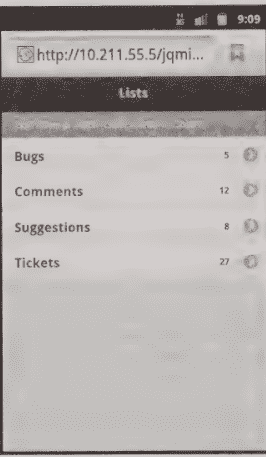 9:09
http://10.211.55.5/jqmi...
Lists
Bugs 5
Comments 12
Suggestions 8
Tickets 27